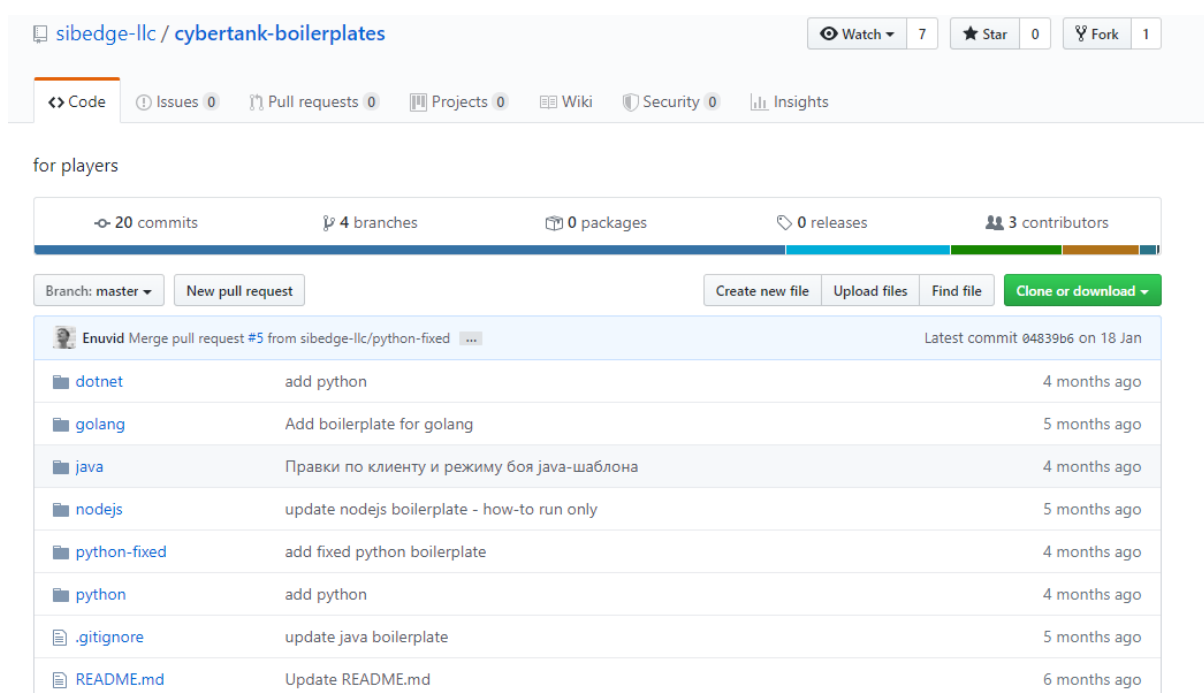 sibedge-llc / cybertank-boilerplates Watch 7 Star 0 Fork 1
Code Issues 0 Pull requests 0 Projects 0 Wiki Security 0 Insights
for players
20 commits 4 branches 0 packages 0 releases 3 contributors
Branch: master New pull request Create new file Upload files Find file Clone or download
Enuvid Merge pull request #5 from sibedge-llc/python-fixed ... Latest commit 04839b6 on 18 Jan
dotnet add python 4 months ago
golang Add boilerplate for golang 5 months ago
java Правки по клиенту и режиму боя java-шаблона 4 months ago
nodejs update nodejs boilerplate - how-to run only 5 months ago
python-fixed add fixed python boilerplate 4 months ago
python add python 4 months ago
.gitignore update java boilerplate 5 months ago
README.md Update README.md 6 months ago